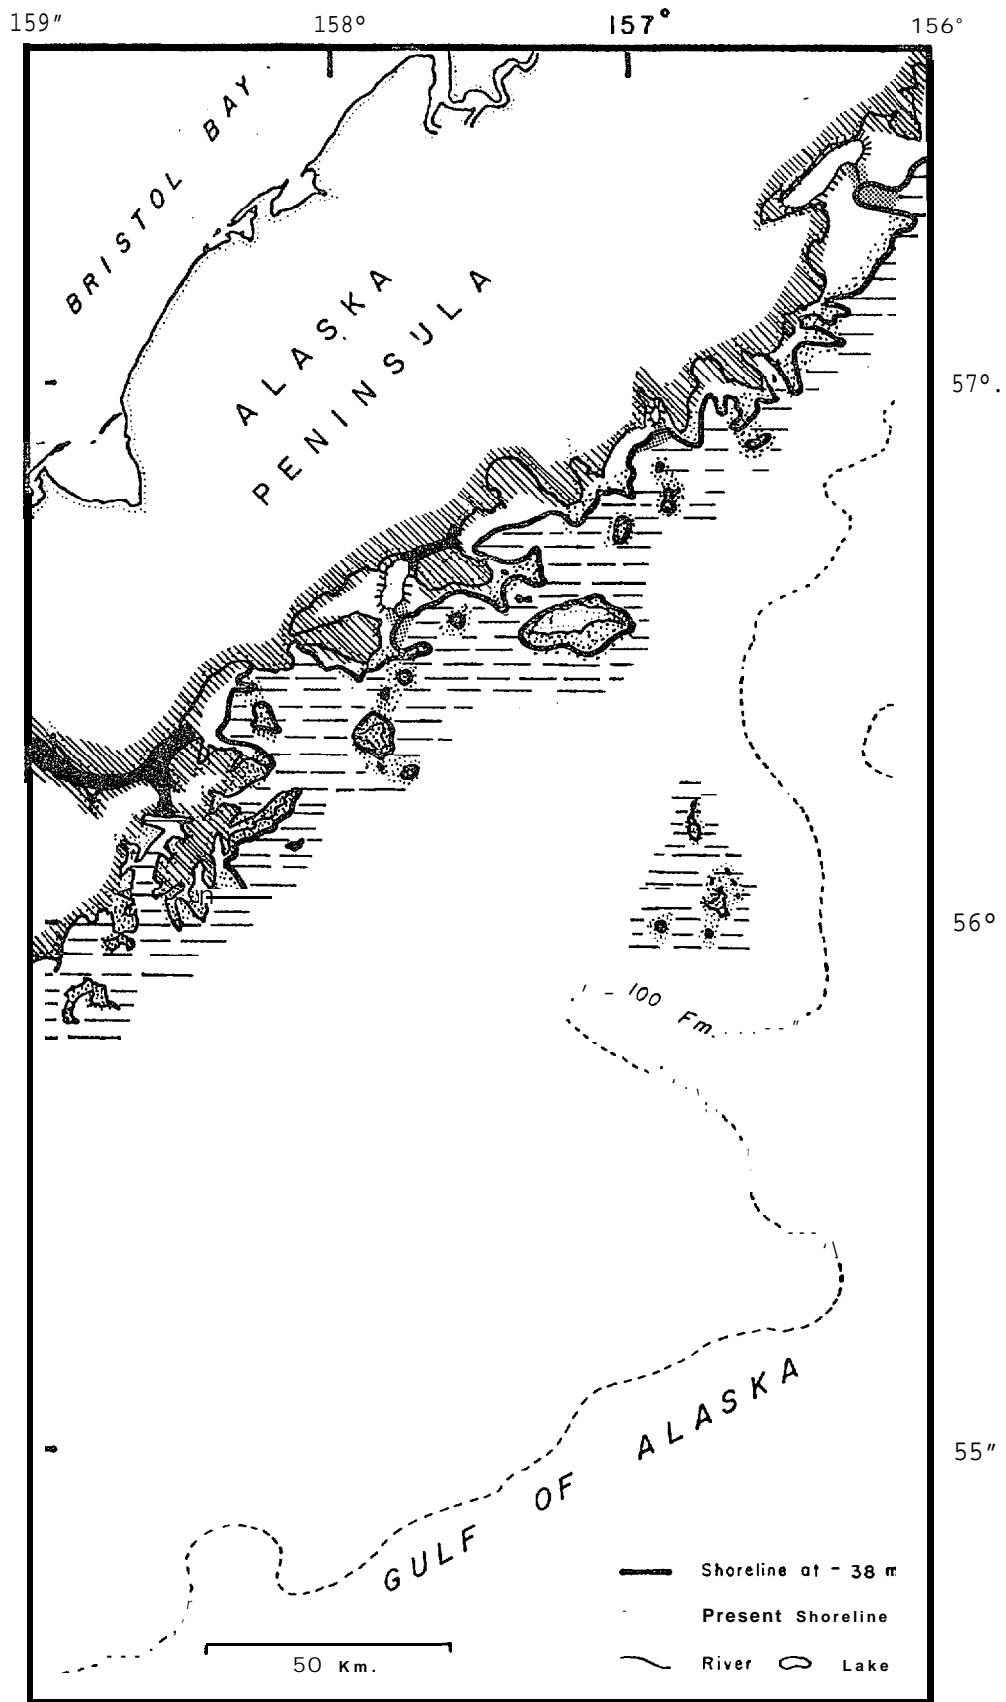 159″ 158° 157° 156°
BRISTOL BAY
ALASKA
PENINSULA
57°.
56°
- 100 Fm.
55″
GULF OF ALASKA
Shoreline at - 38 m
Present Shoreline
River Lake
50 Km.